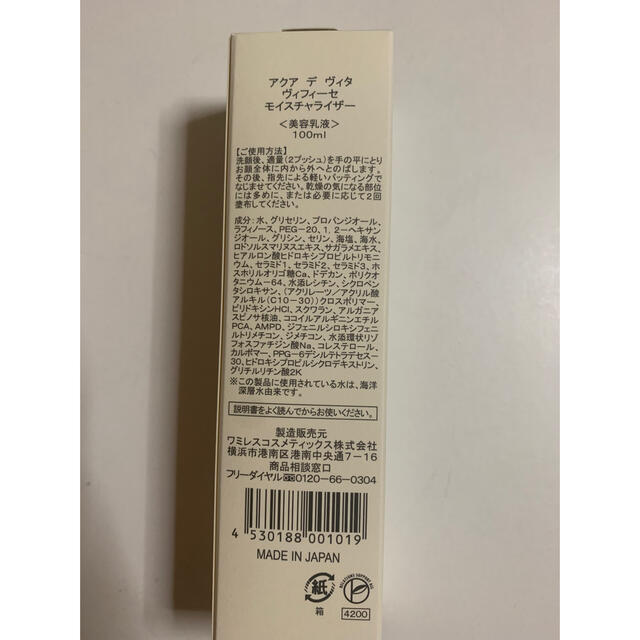 アクア デ ヴィタ
ヴィフィーセ
モイスチャライザー
＜美容乳液＞
100ml
【ご使用方法】
洗顔後、適量(2プッシュ)を手の平にとり
お顔全体に内から外へとのばします。
その後、指先による軽いパッティングで
なじませてください。乾燥の気になる部位
には多めに、または必要に応じて2回
塗布してください。
成分：水、グリセリン、プロパンジオール、
ラフィノース、PEG-20、1,2-ヘキサン
ジオール、グリシン、セリン、海塩、海水、
ロドソルスマリヌスエキス、サガラメエキス、
ヒアルロン酸ヒドロキシプロピルトリモニ
ウム、セラミド1、セラミド2、セラミド3、ホ
スホリルオリゴ糖Ca、ドデカン、ポリクオ
タニウム-64、水添レシチン、シクロペン
タシロキサン、(アクリレーツ/アクリル酸
アルキル(C10-30))クロスポリマー、
ピリドキシンHCl、スクワラン、アルガニア
スピノサ核油、ココイルアルギニンエチル
PCA、AMPD、ジフェニルシロキシフェニ
ルトリメチコン、ジメチコン、水添環状リゾ
フォスファチジン酸Na、コレステロール、
カルボマー、PPG-6デシルテトラデセス-
30、ヒドロキシプロピルシクロデキストリン、
グリチルリチン酸2K
※この製品に使用されている水は、海洋
深層水由来です。
説明書をよく読んでからお使いください。
製造販売元
ワミレスコスメティックス株式会社
横浜市港南区港南中央通7-16
商品相談窓口
フリーダイヤル 0120-66-0304
4 530188 001019
MADE IN JAPAN
紙
箱
4200